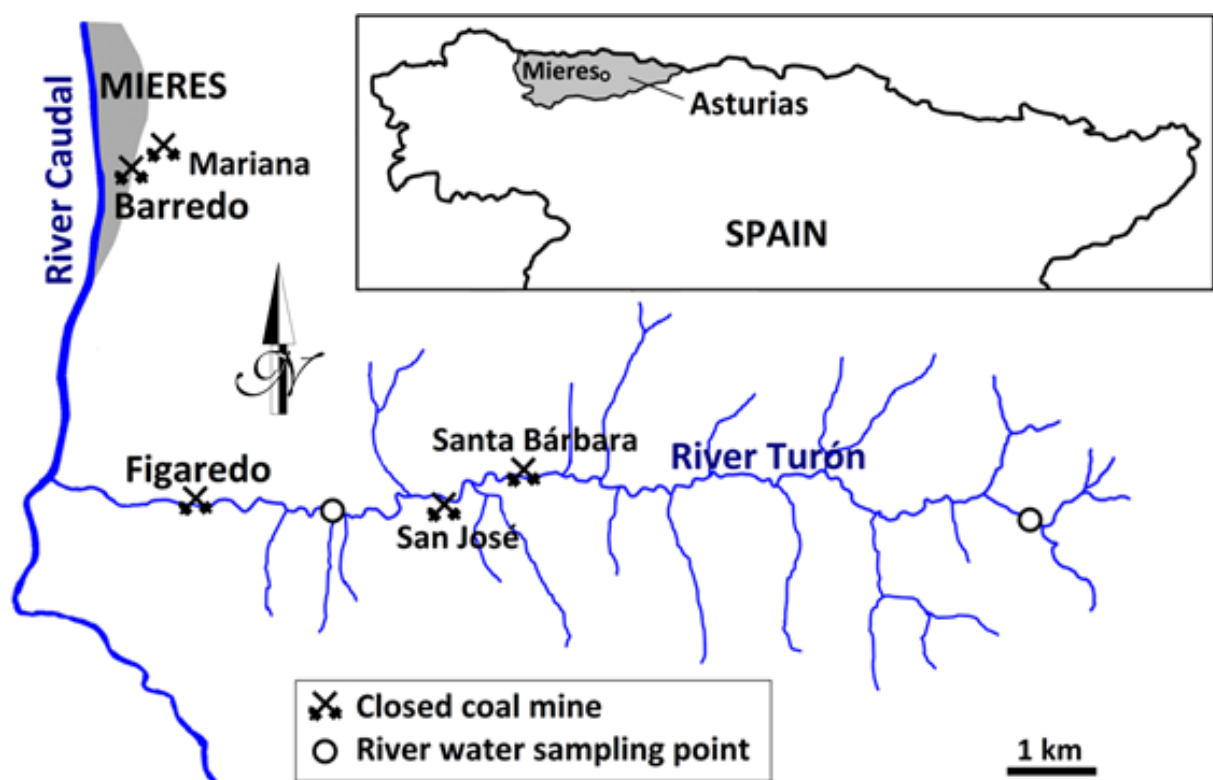 MIERES
Mariana
Barredo
River Caudal
Mieres
Asturias
SPAIN
N
Santa Bárbara
River Turón
Figaredo
San José
Closed coal mine
River water sampling point
1 km